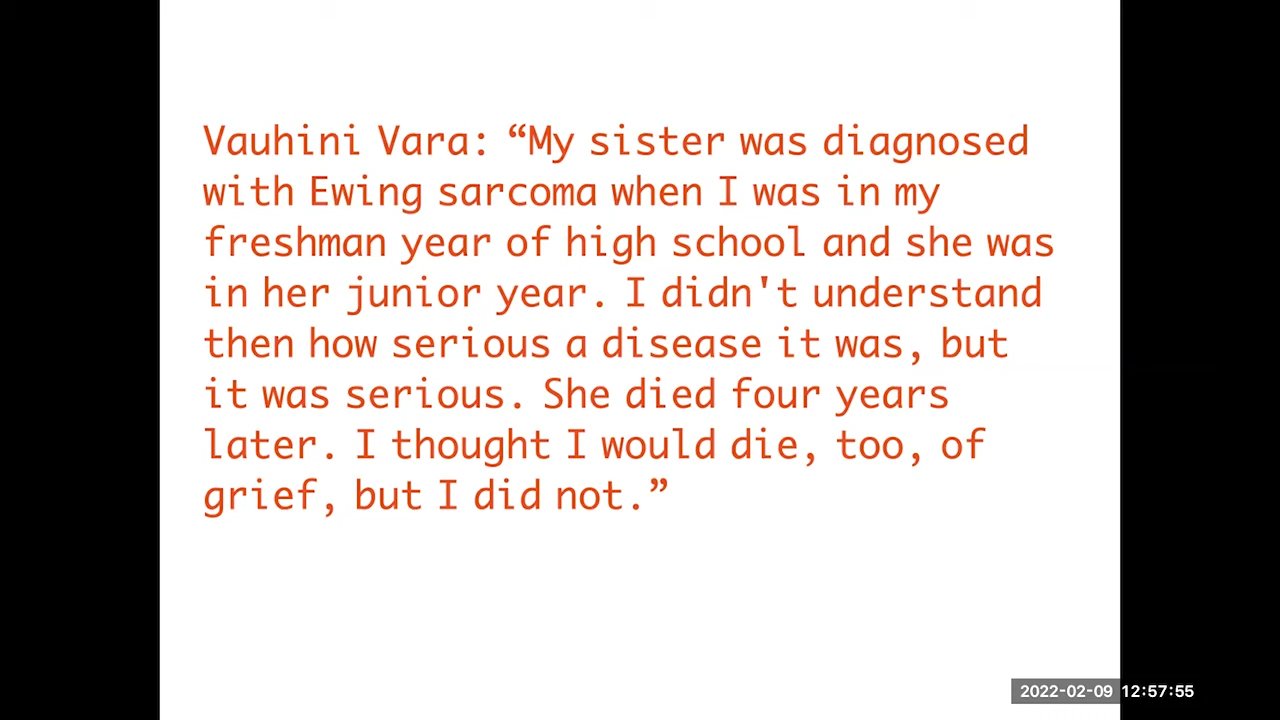 Vauhini Vara: “My sister was diagnosed
with Ewing sarcoma when I was in my
freshman year of high school and she was
in her junior year. I didn't understand
then how serious a disease it was, but
it was serious. She died four years
later. I thought I would die, too, of
grief, but I did not.”
2022-02-09 12:57:55